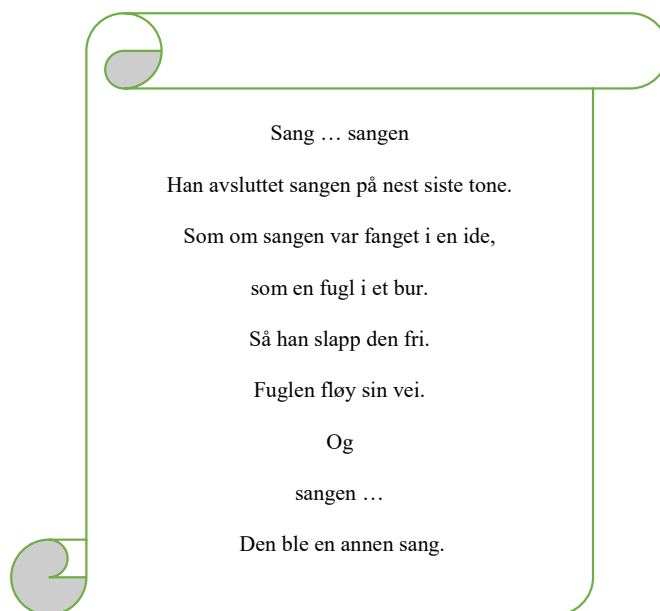 Sang … sangen
Han avsluttet sangen på nest siste tone.
Som om sangen var fanget i en ide,
som en fugl i et bur.
Så han slapp den fri.
Fuglen fløy sin vei.
Og
sangen …
Den ble en annen sang.